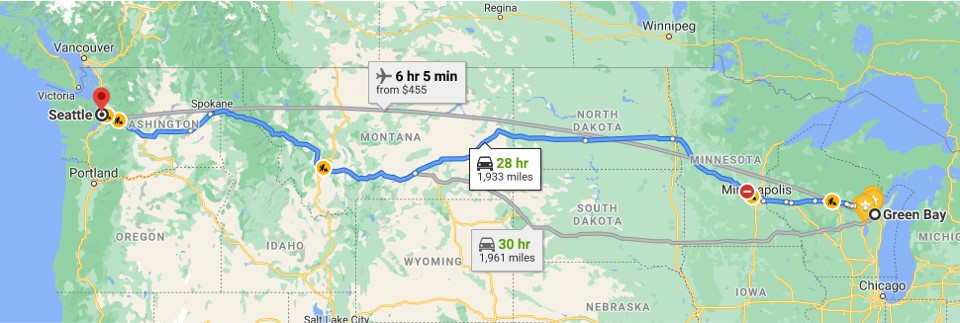 Regina
Winnipeg
Vancouver
6 hr 5 min
from $455
Victoria
Spokane
Seattle
ASHINGTON
NORTH
DAKOTA
MONTANA
28 hr
1,933 miles
MINNESOTA
Portland
Minneapolis
SOUTH
DAKOTA
Green Bay
OREGON
IDAHO
30 hr
1,961 miles
MICHIG
WYOMING
IOWA
Chicago
NEBRASKA
Salt Lake City